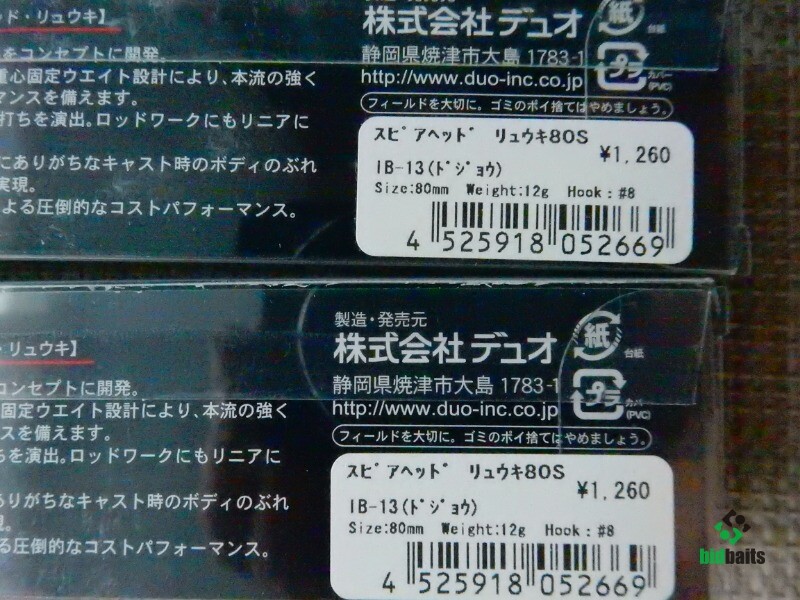 ド・リュウキ】
をコンセプトに開発。
重心固定ウエイト設計により、本流の強く
マンスを備えます。
打ちを演出。ロッドワークにもリニアに
にありがちなキャスト時のボディのぶれ
実現。
よる圧倒的なコストパフォーマンス。
株式会社デュオ
静岡県焼津市大島 1783-1
http://www.duo-inc.co.jp
紙
台紙
プラ
カバー
(PVC)
フィールドを大切に。ゴミのポイ捨てはやめましょう。
スピアヘッド リュウキ80S
¥1,260
IB-13(ドジョウ)
Size:80mm Weight:12g Hook:#8
4 525918 052669
・リュウキ】
コンセプトに開発。
固定ウエイト設計により、本流の強く
スを備えます。
ちを演出。ロッドワークにもリニアに
ありがちなキャスト時のボディのぶれ
現。
る圧倒的なコストパフォーマンス。
製造・発売元
株式会社デュオ
静岡県焼津市大島 1783-1
http://www.duo-inc.co.jp
紙
台紙
プラ
カバー
(PVC)
フィールドを大切に。ゴミのポイ捨てはやめましょう。
スピアヘッド リュウキ80S
¥1,260
IB-13(ドジョウ)
Size:80mm Weight:12g Hook:#8
4 525918 052669
bidbaits